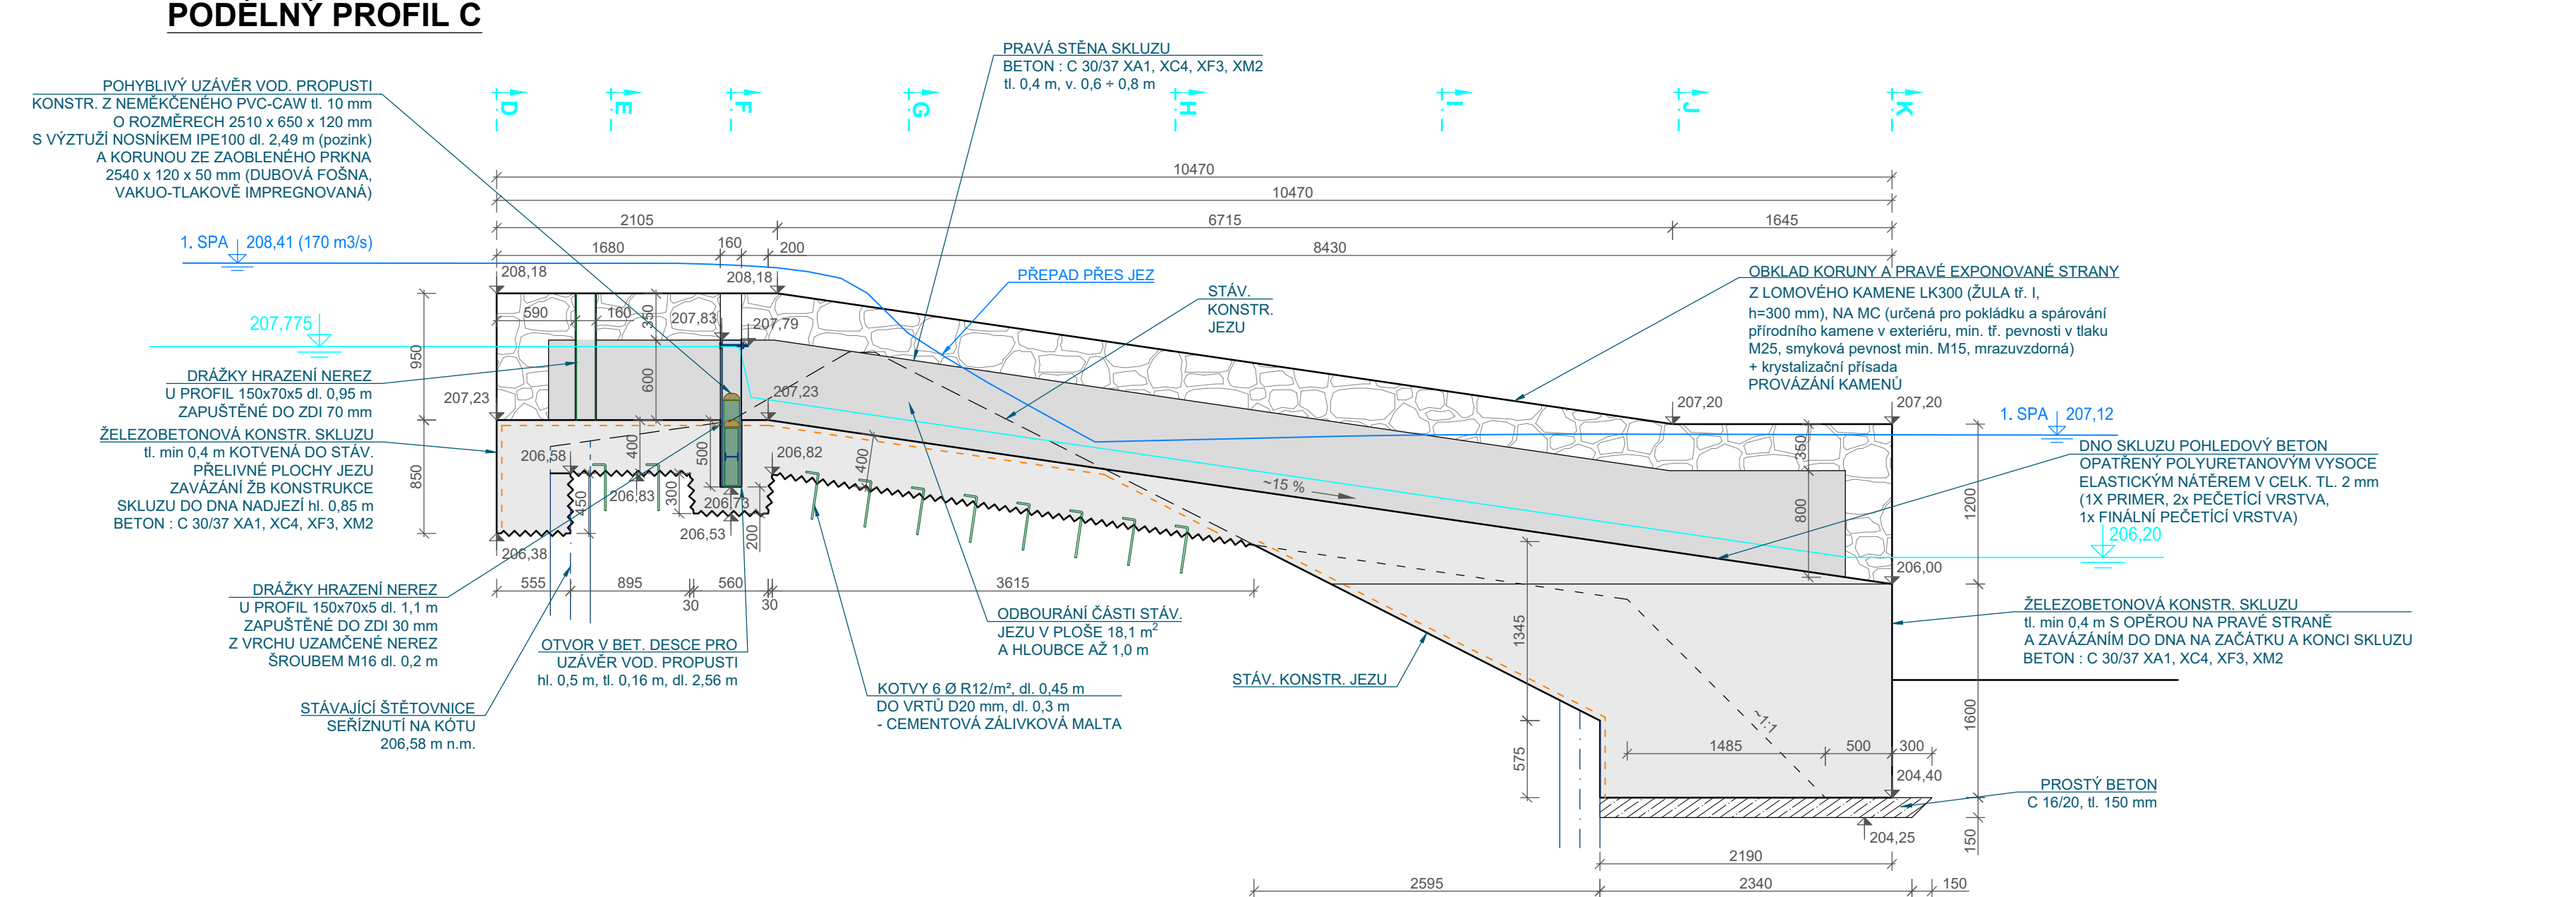 PODÉLNÝ PROFIL C
POHYBLIVÝ UZÁVĚR VOD. PROPUSTI
KONSTR. Z NEMĚKČENÉHO PVC-CAW tl. 10 mm
O ROZMĚRECH 2510 x 650 x 120 mm
S VÝZTUŽÍ NOSNÍKEM IPE100 dl. 2,49 m (pozink)
A KORUNOU ZE ZAOBLENÉHO PRKNA
2540 x 120 x 50 mm (DUBOVÁ FOŠNA,
VAKUO-TLAKOVĚ IMPREGNOVANÁ)
PRAVÁ STĚNA SKLUZU
BETON : C 30/37 XA1, XC4, XF3, XM2
tl. 0,4 m, v. 0,6 ÷ 0,8 m
D
E
F
G
H
I
J
K
10470
10470
2105
6715
1645
1680
160
200
8430
1. SPA 208,41 (170 m3/s)
208,18
208,18
PŘEPAD PŘES JEZ
STÁV.
KONSTR.
JEZU
OBKLAD KORUNY A PRAVÉ EXPONOVANÉ STRANY
Z LOMOVÉHO KAMENE LK300 (ŽULA tř. I,
h=300 mm), NA MC (určená pro pokládku a spárování
přírodního kamene v exteriéru, min. tř. pevnosti v tlaku
M25, smyková pevnost min. M15, mrazuvzdorná)
+ krystalizační přísada
PROVÁZÁNÍ KAMENŮ
207,775
590
160
350
207,83
207,79
950
600
207,23
207,23
DRÁŽKY HRAZENÍ NEREZ
U PROFIL 150x70x5 dl. 0,95 m
ZAPUŠTĚNÉ DO ZDI 70 mm
ŽELEZOBETONOVÁ KONSTR. SKLUZU
tl. min 0,4 m KOTVENÁ DO STÁV.
PŘELIVNÉ PLOCHY JEZU
ZAVÁZÁNÍ ŽB KONSTRUKCE
SKLUZU DO DNA NADJEZÍ hl. 0,85 m
BETON : C 30/37 XA1, XC4, XF3, XM2
850
206,58
400
500
206,82
400
450
206,83
300
206,73
206,53
200
206,38
~15 %
207,20
207,20
1. SPA 207,12
350
800
1200
DNO SKLUZU POHLEDOVÝ BETON
OPATŘENÝ POLYURETANOVÝM VYSOCE
ELASTICKÝM NÁTĚREM V CELK. TL. 2 mm
(1X PRIMER, 2x PEČETÍCÍ VRSTVA,
1x FINÁLNÍ PEČETÍCÍ VRSTVA)
206,20
206,00
555
895
560
3615
30
30
DRÁŽKY HRAZENÍ NEREZ
U PROFIL 150x70x5 dl. 1,1 m
ZAPUŠTĚNÉ DO ZDI 30 mm
Z VRCHU UZAMČENÉ NEREZ
ŠROUBEM M16 dl. 0,2 m
OTVOR V BET. DESCE PRO
UZÁVĚR VOD. PROPUSTI
hl. 0,5 m, tl. 0,16 m, dl. 2,56 m
ODBOURÁNÍ ČÁSTI STÁV.
JEZU V PLOŠE 18,1 m²
A HLOUBCE AŽ 1,0 m
KOTVY 6 Ø R12/m², dl. 0,45 m
DO VRTŮ D20 mm, dl. 0,3 m
- CEMENTOVÁ ZÁLIVKOVÁ MALTA
STÁVAJÍCÍ ŠTĚTOVNICE
SEŘÍZNUTÍ NA KÓTU
206,58 m n.m.
STÁV. KONSTR. JEZU
ŽELEZOBETONOVÁ KONSTR. SKLUZU
tl. min 0,4 m S OPĚROU NA PRAVÉ STRANĚ
A ZAVÁZÁNÍM DO DNA NA ZAČÁTKU A KONCI SKLUZU
BETON : C 30/37 XA1, XC4, XF3, XM2
1345
575
~1:1
1485
500
300
1600
204,40
PROSTÝ BETON
C 16/20, tl. 150 mm
204,25
150
2190
2595
2340
150